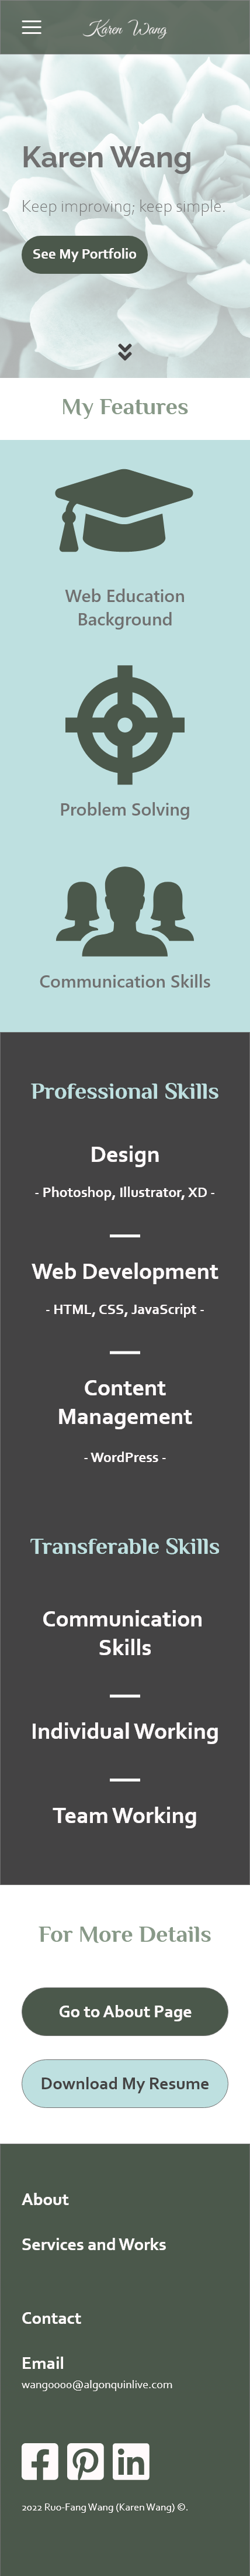 Karen Wang
Karen Wang
Keep improving; keep simple.
See My Portfolio
My Features
Web Education
Background
Problem Solving
Communication Skills
Professional Skills
Design
- Photoshop, Illustrator, XD -
Web Development
- HTML, CSS, JavaScript -
Content
Management
- WordPress -
Transferable Skills
Communication
Skills
Individual Working
Team Working
For More Details
Go to About Page
Download My Resume
About
Services and Works
Contact
Email
wang0000@algonquinlive.com
2022 Ruo-Fang Wang (Karen Wang) ©.